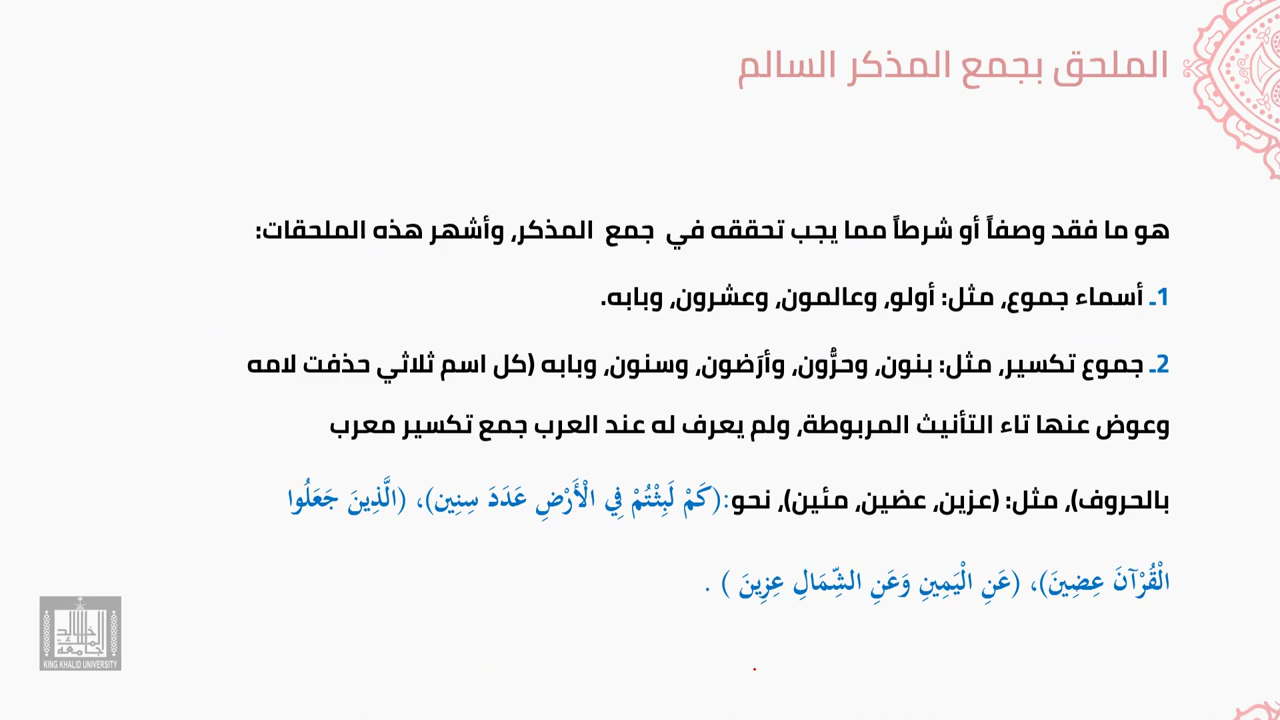 الملحق بجمع المذكر السالم
هو ما فقد وصفاً أو شرطاً مما يجب تحققه في جمع المذكر، وأشهر هذه الملحقات:
1ـ أسماء جموع، مثل: أولو، وعالمون، وعشرون، وبابه.
2ـ جموع تكسير، مثل: بنون، وحرُّون، وأرَضون، وسنون، وبابه (كل اسم ثلاثي حذفت لامه
وعوض عنها تاء التأنيث المربوطة، ولم يعرف له عند العرب جمع تكسير معرب
بالحروف)، مثل: (عزين، عضين، مئين)، نحو:(كَمْ لَبِثْتُمْ فِي الْأَرْضِ عَدَدَ سِنِين)، (الَّذِينَ جَعَلُوا
الْقُرْآنَ عِضِينَ)، (عَنِ الْيَمِينِ وَعَنِ الشِّمَالِ عِزِينَ ) .
KING KHALID UNIVERSITY